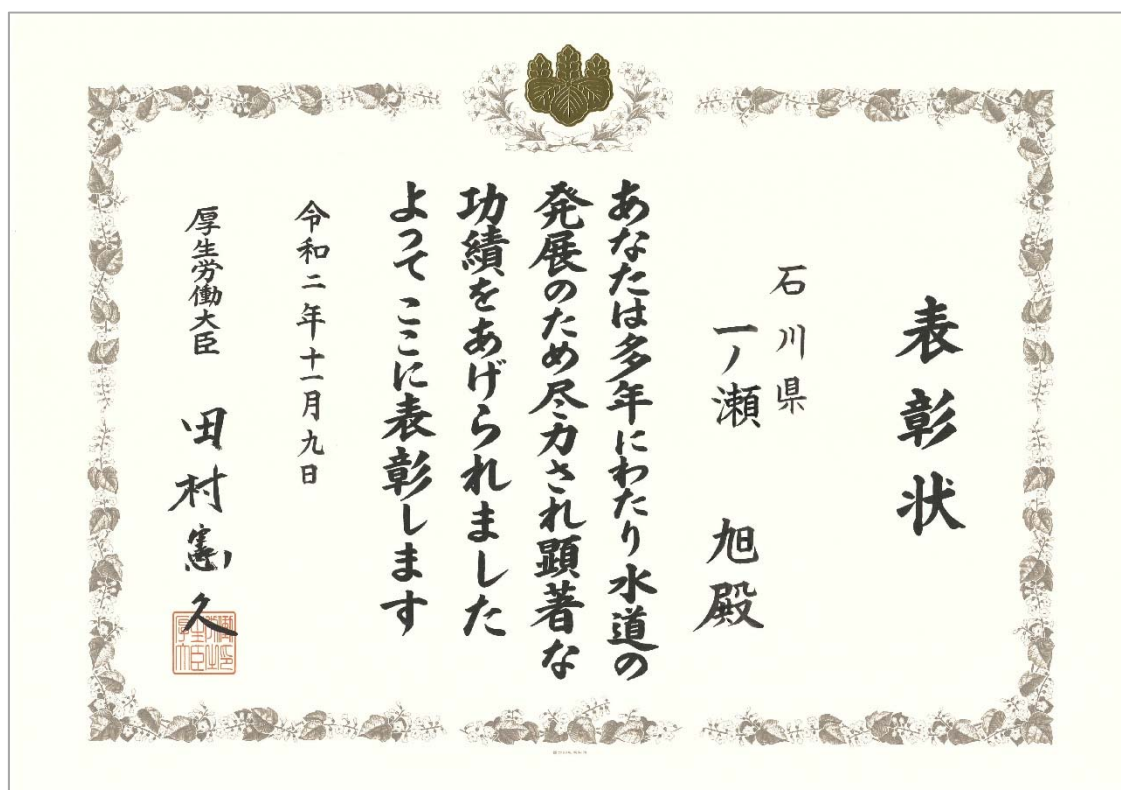 表彰状
石川県
一ノ瀬 旭殿
あなたは多年にわたり水道の
発展のため尽力され顕著な
功績をあげられました
よってここに表彰します
令和二年十一月九日
厚生労働大臣 田村憲久